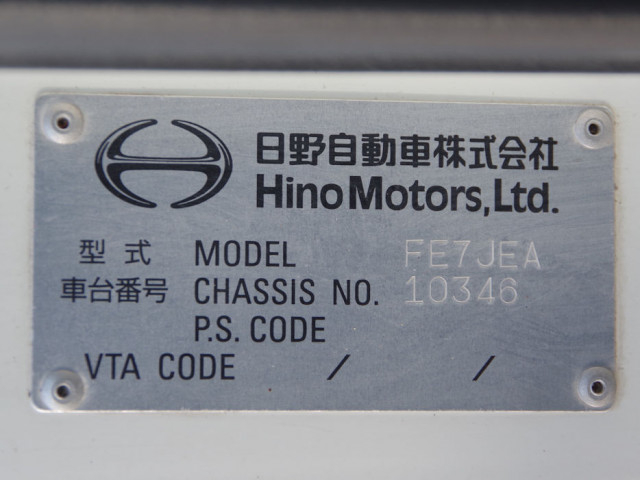 日野自動車株式会社
Hino Motors, Ltd.
型式 MODEL FE7JEA
車台番号 CHASSIS NO. 10346
P.S. CODE
VTA CODE / /